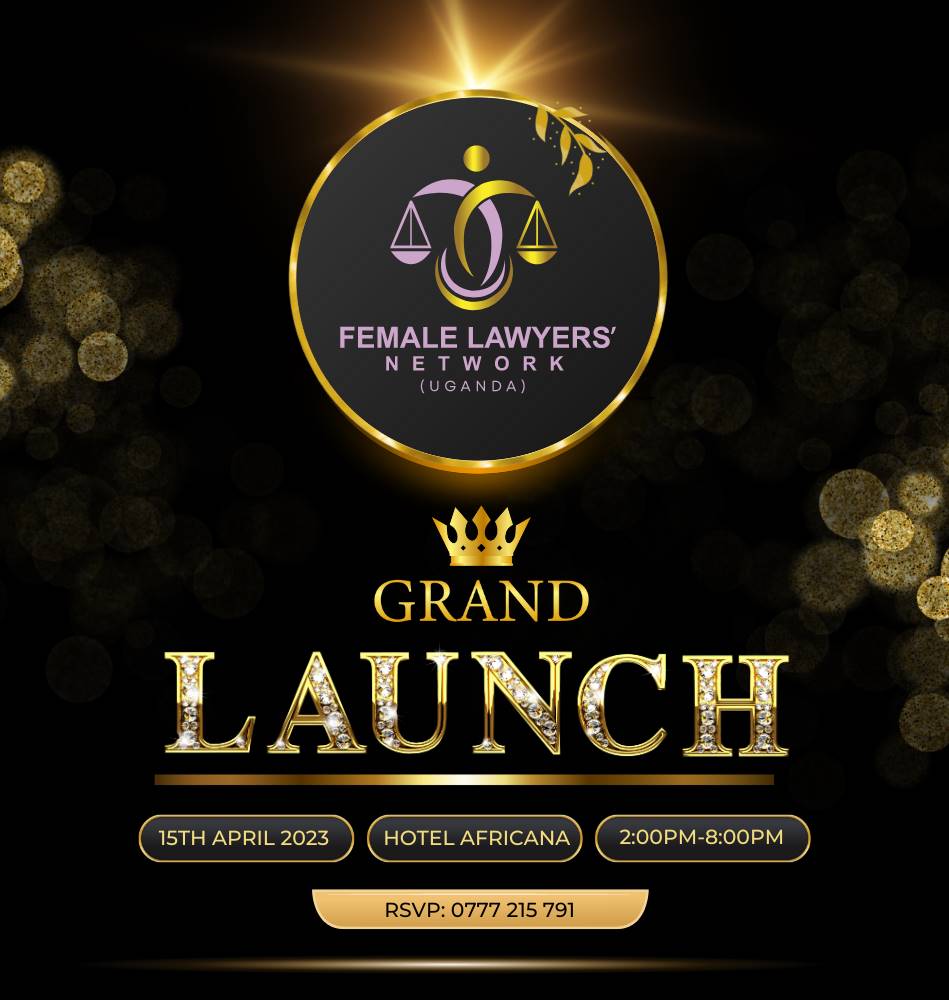 FEMALE LAWYERS’
NETWORK
(UGANDA)
GRAND
LAUNCH
15TH APRIL 2023
HOTEL AFRICANA
2:00PM-8:00PM
RSVP: 0777 215 791